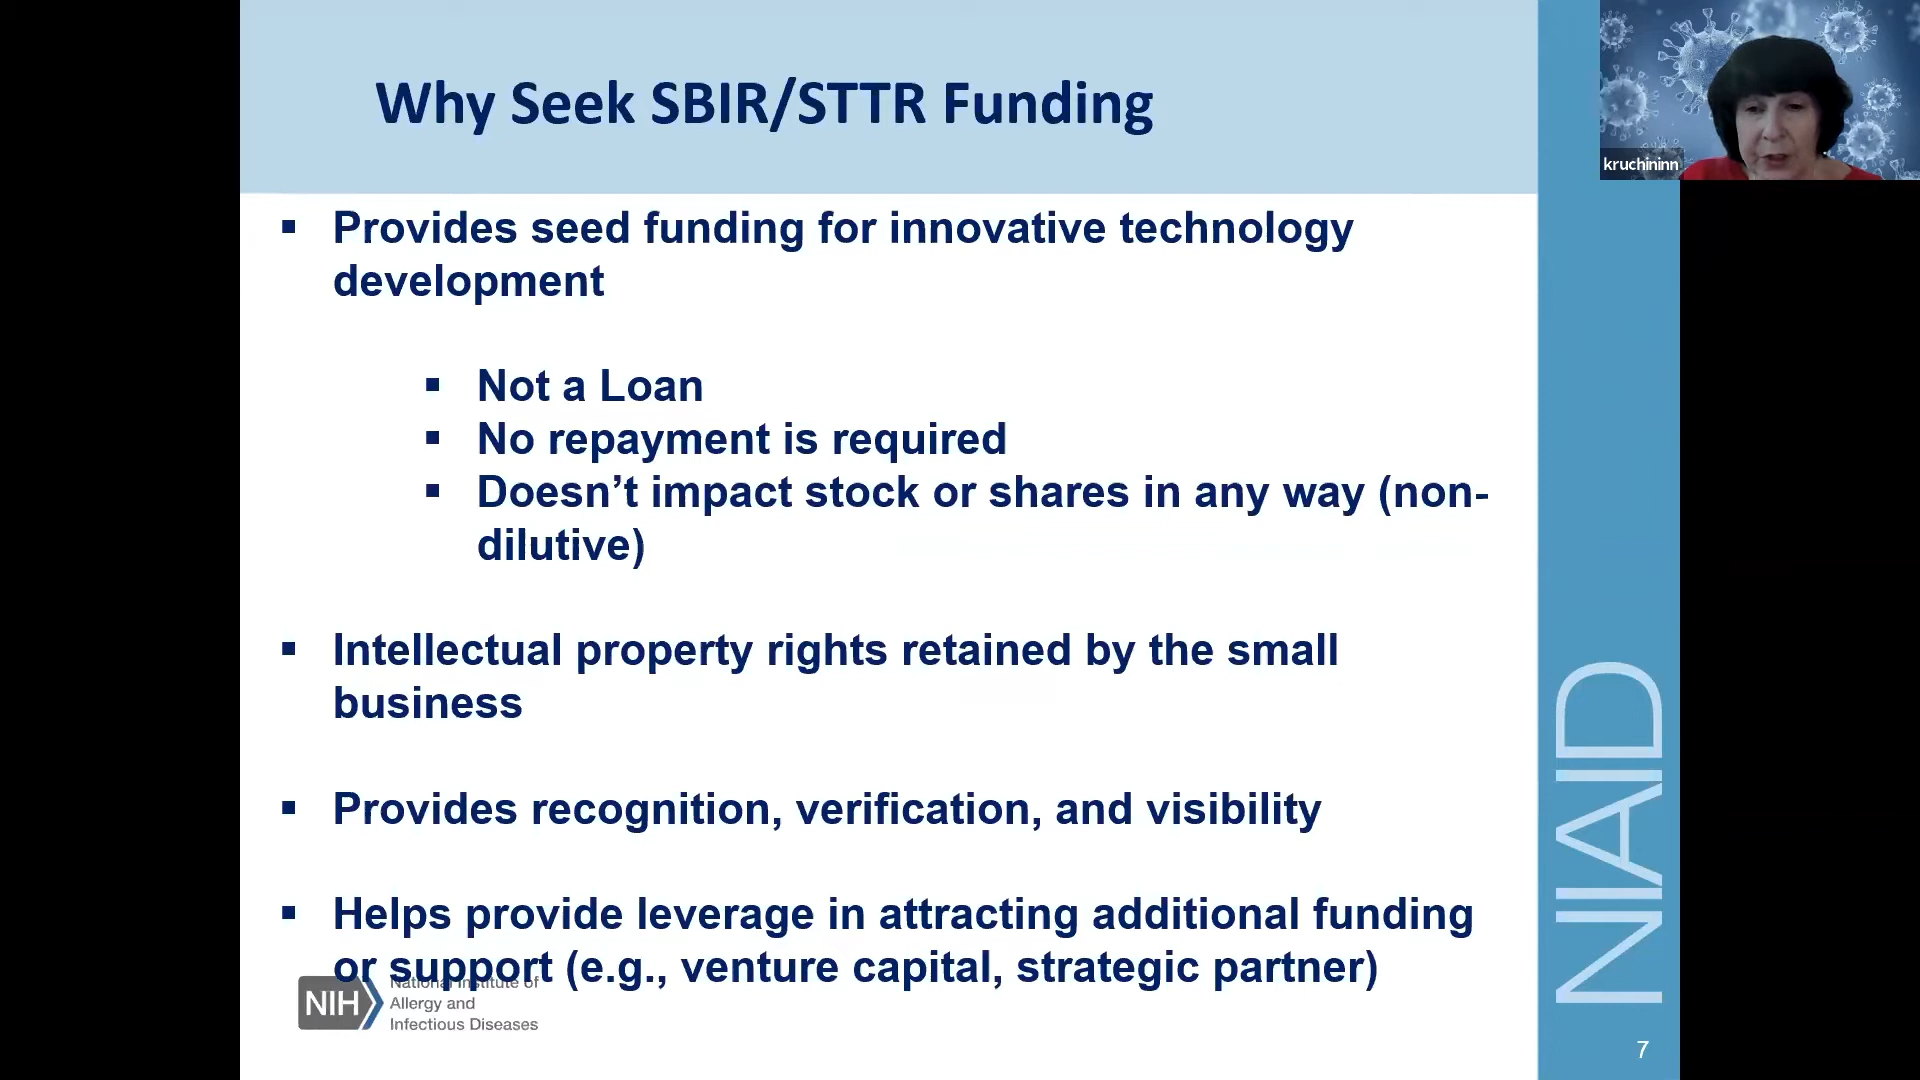 Why Seek SBIR/STTR Funding
kruchininn
▪ Provides seed funding for innovative technology
development
▪ Not a Loan
▪ No repayment is required
▪ Doesn’t impact stock or shares in any way (non-
dilutive)
▪ Intellectual property rights retained by the small
business
▪ Provides recognition, verification, and visibility
▪ Helps provide leverage in attracting additional funding
or support (e.g., venture capital, strategic partner)
NIH
National Institute of
Allergy and
Infectious Diseases
NIAID
7